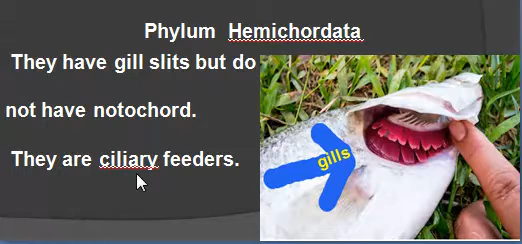 Phylum Hemichordata
They have gill slits but do
not have notochord.
They are ciliary feeders.
gills